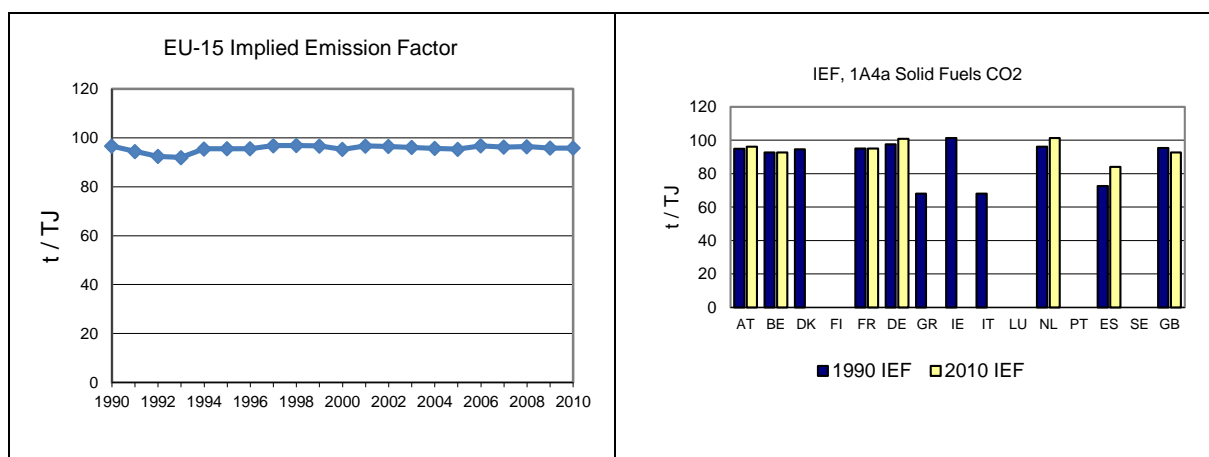 EU-15 Implied Emission Factor
120
100
80
60
40
20
0
t / TJ
1990 1992 1994 1996 1998 2000 2002 2004 2006 2008 2010
IEF, 1A4a Solid Fuels CO2
120
100
80
60
40
20
0
t / TJ
AT BE DK FI FR DE GR IE IT LU NL PT ES SE GB
1990 IEF 2010 IEF